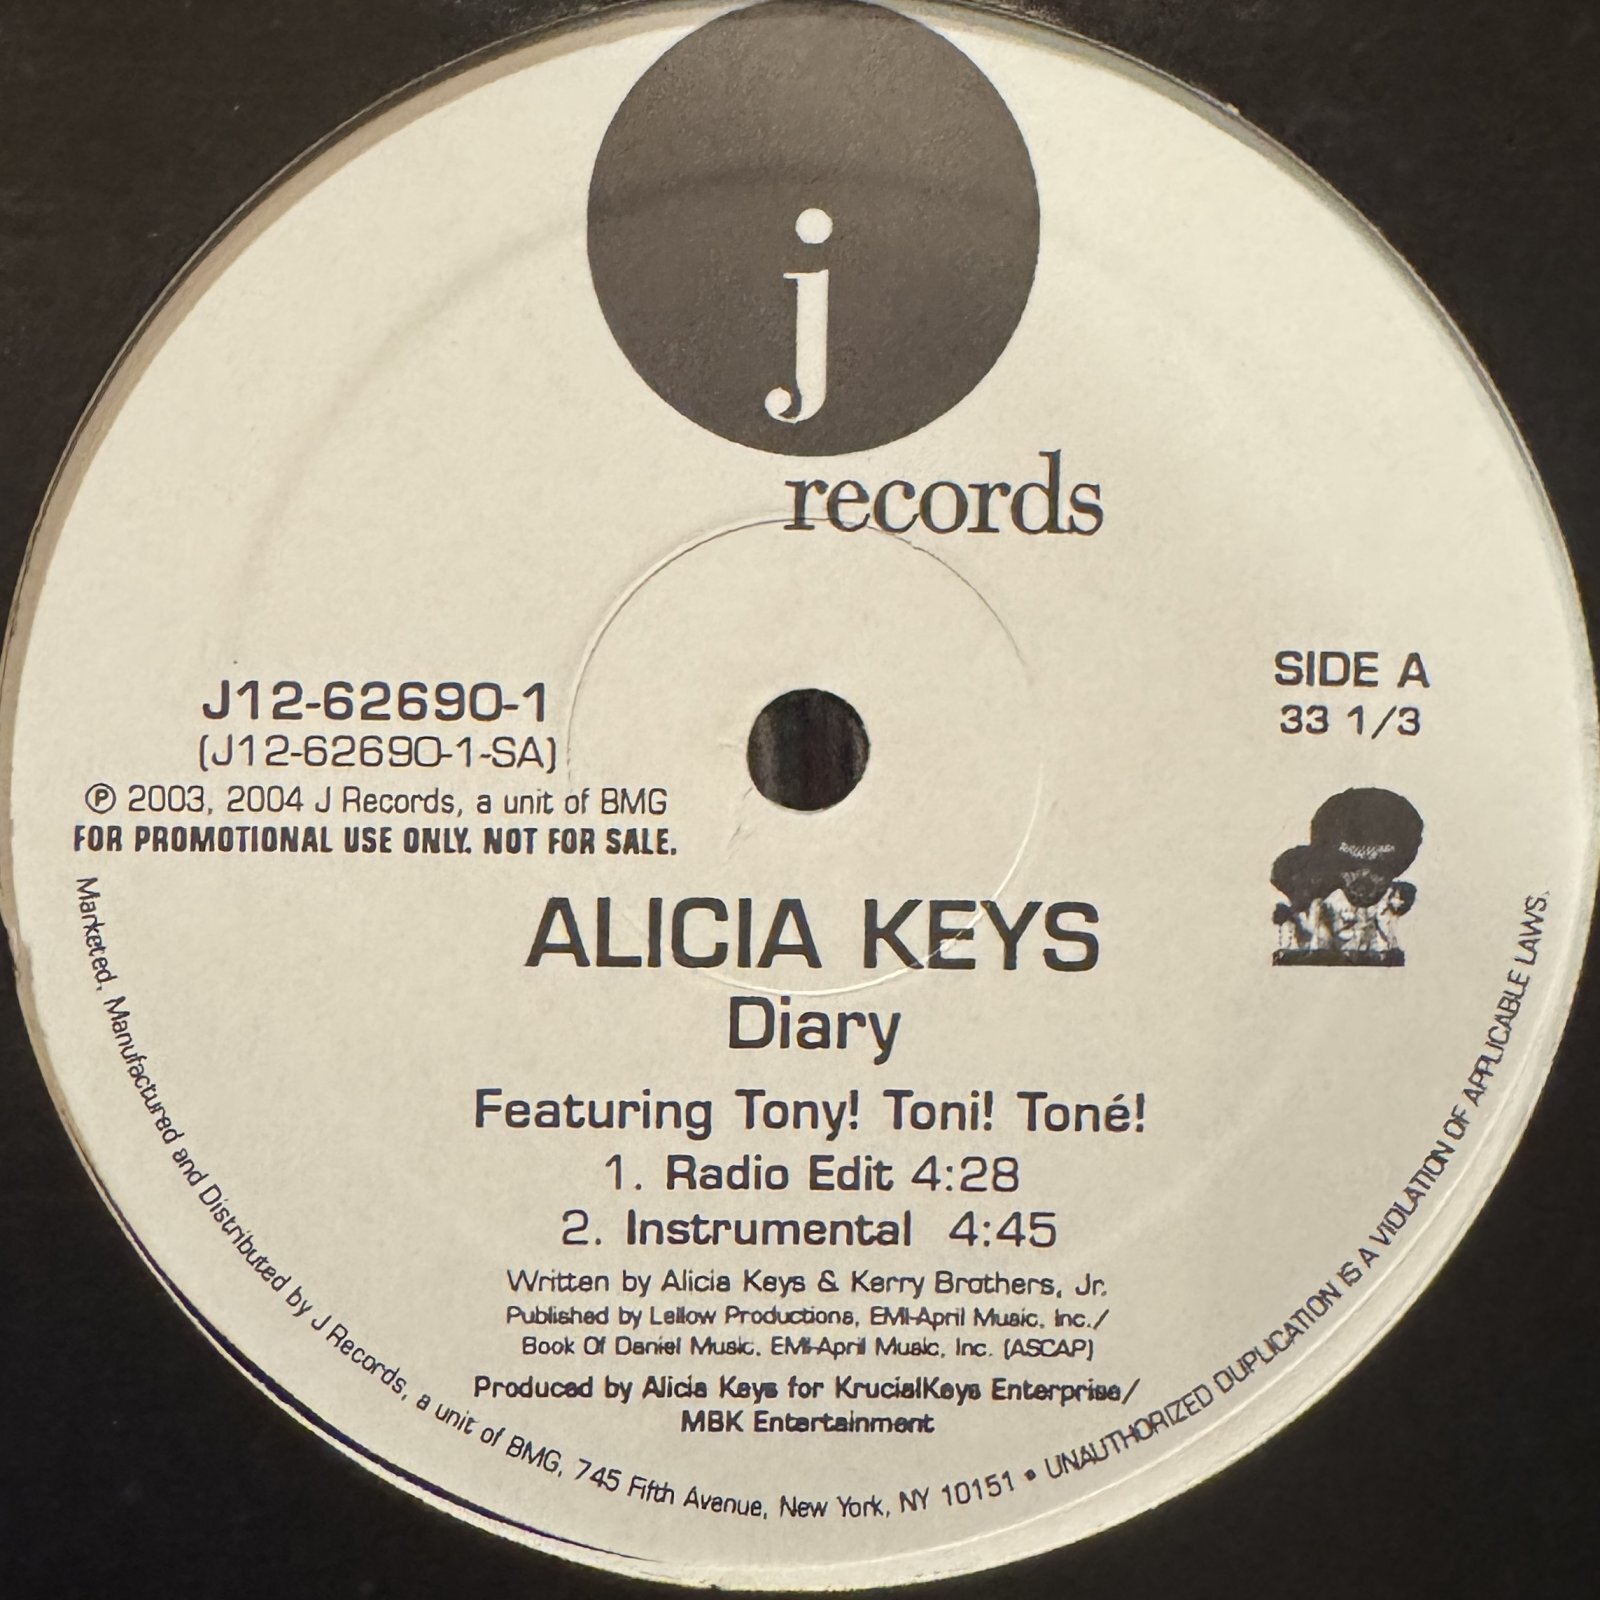 j
records
SIDE A
33 1/3
J12-62690-1
(J12-62690-1-SA)
℗ 2003, 2004 J Records, a unit of BMG
FOR PROMOTIONAL USE ONLY. NOT FOR SALE.
ALICIA KEYS
Diary
Featuring Tony! Toni! Toné!
1. Radio Edit 4:28
2. Instrumental 4:45
Written by Alicia Keys & Kerry Brothers, Jr.
Published by Lellow Productions, EMI-April Music, Inc./
Book Of Daniel Music, EMI-April Music, Inc. (ASCAP)
Produced by Alicia Keys for KrucialKeys Enterprise/
MBK Entertainment
Marketed, Manufactured and Distributed by J Records, a unit of BMG, 745 Fifth Avenue, New York, NY 10151 • UNAUTHORIZED DUPLICATION IS A VIOLATION OF APPLICABLE LAWS.